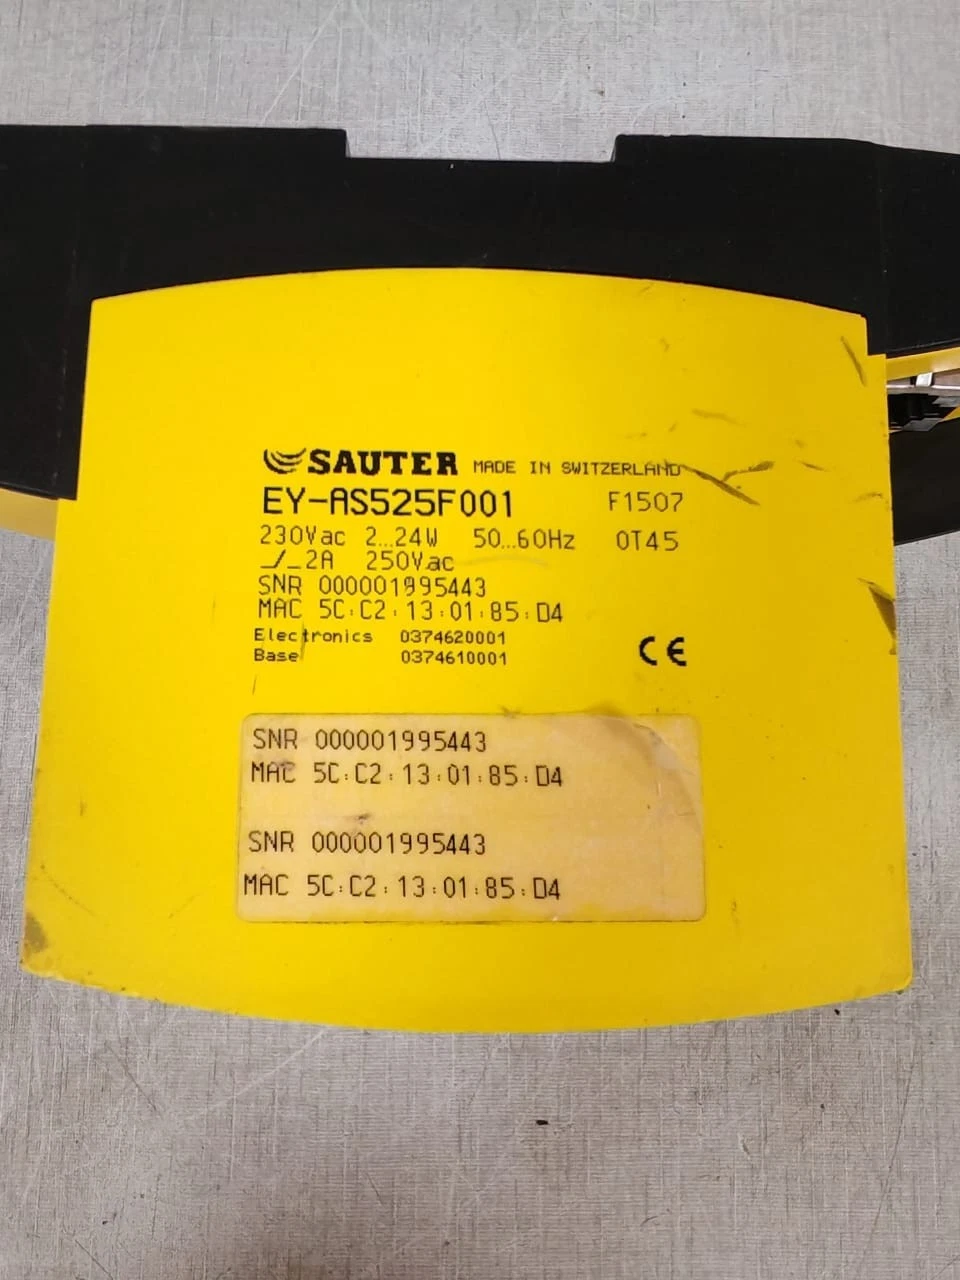 SAUTER MADE IN SWITZERLAND
EY-AS525F001 F1507
230Vac 2...24W 50...60Hz 0T45
2A 250Vac
SNR 000001995443
MAC 5C:C2:13:01:85:D4
Electronics 0374620001
Base 0374610001 CE
SNR 000001995443
MAC 5C:C2:13:01:85:D4
SNR 000001995443
MAC 5C:C2:13:01:85:D4